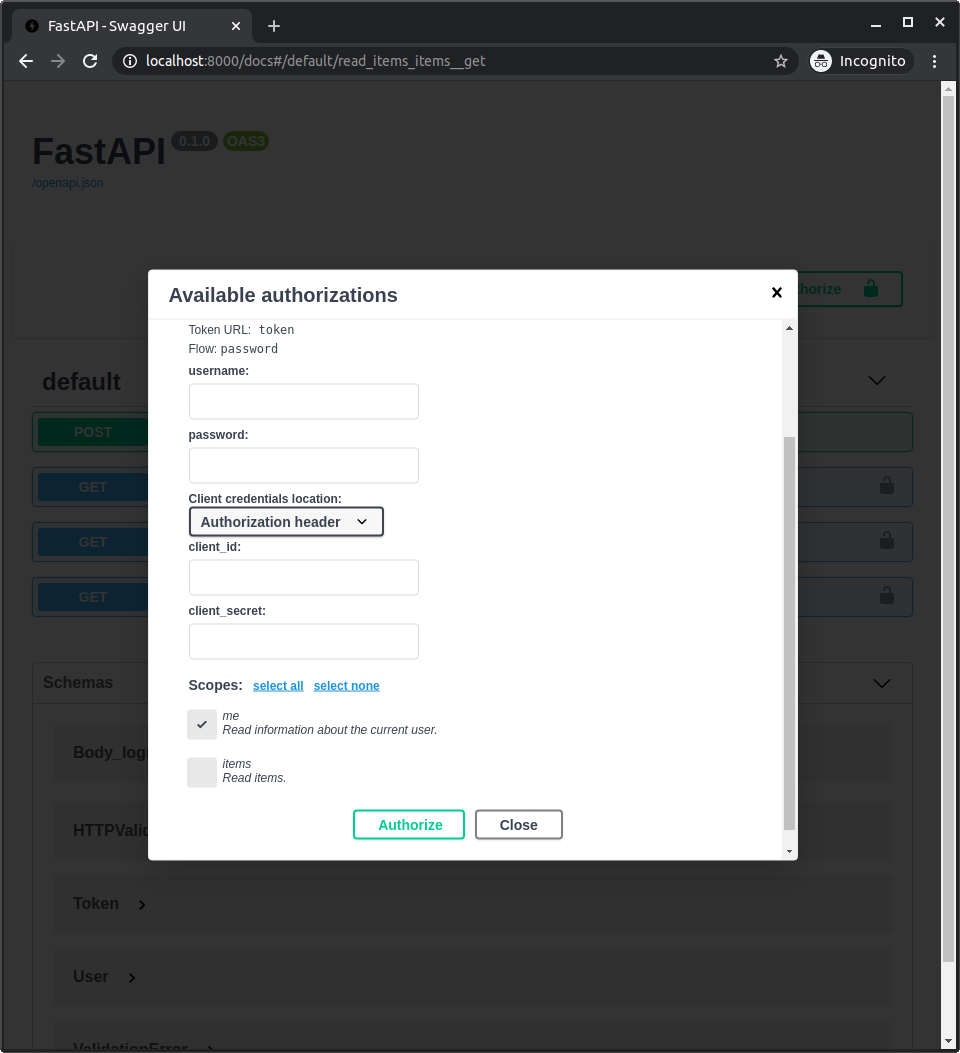 FastAPI - Swagger UI
localhost:8000/docs#/default/read_items_items__get
Incognito
FastAPI 0.1.0 OAS3
/openapi.json
Available authorizations
Token URL: token
Flow: password
username:
password:
Client credentials location:
Authorization header
client_id:
client_secret:
Scopes: select all select none
me
Read information about the current user.
items
Read items.
Authorize Close
horize
default
POST
GET
GET
GET
Schemas
Body_logi
HTTPValid
Token
User
ValidationError